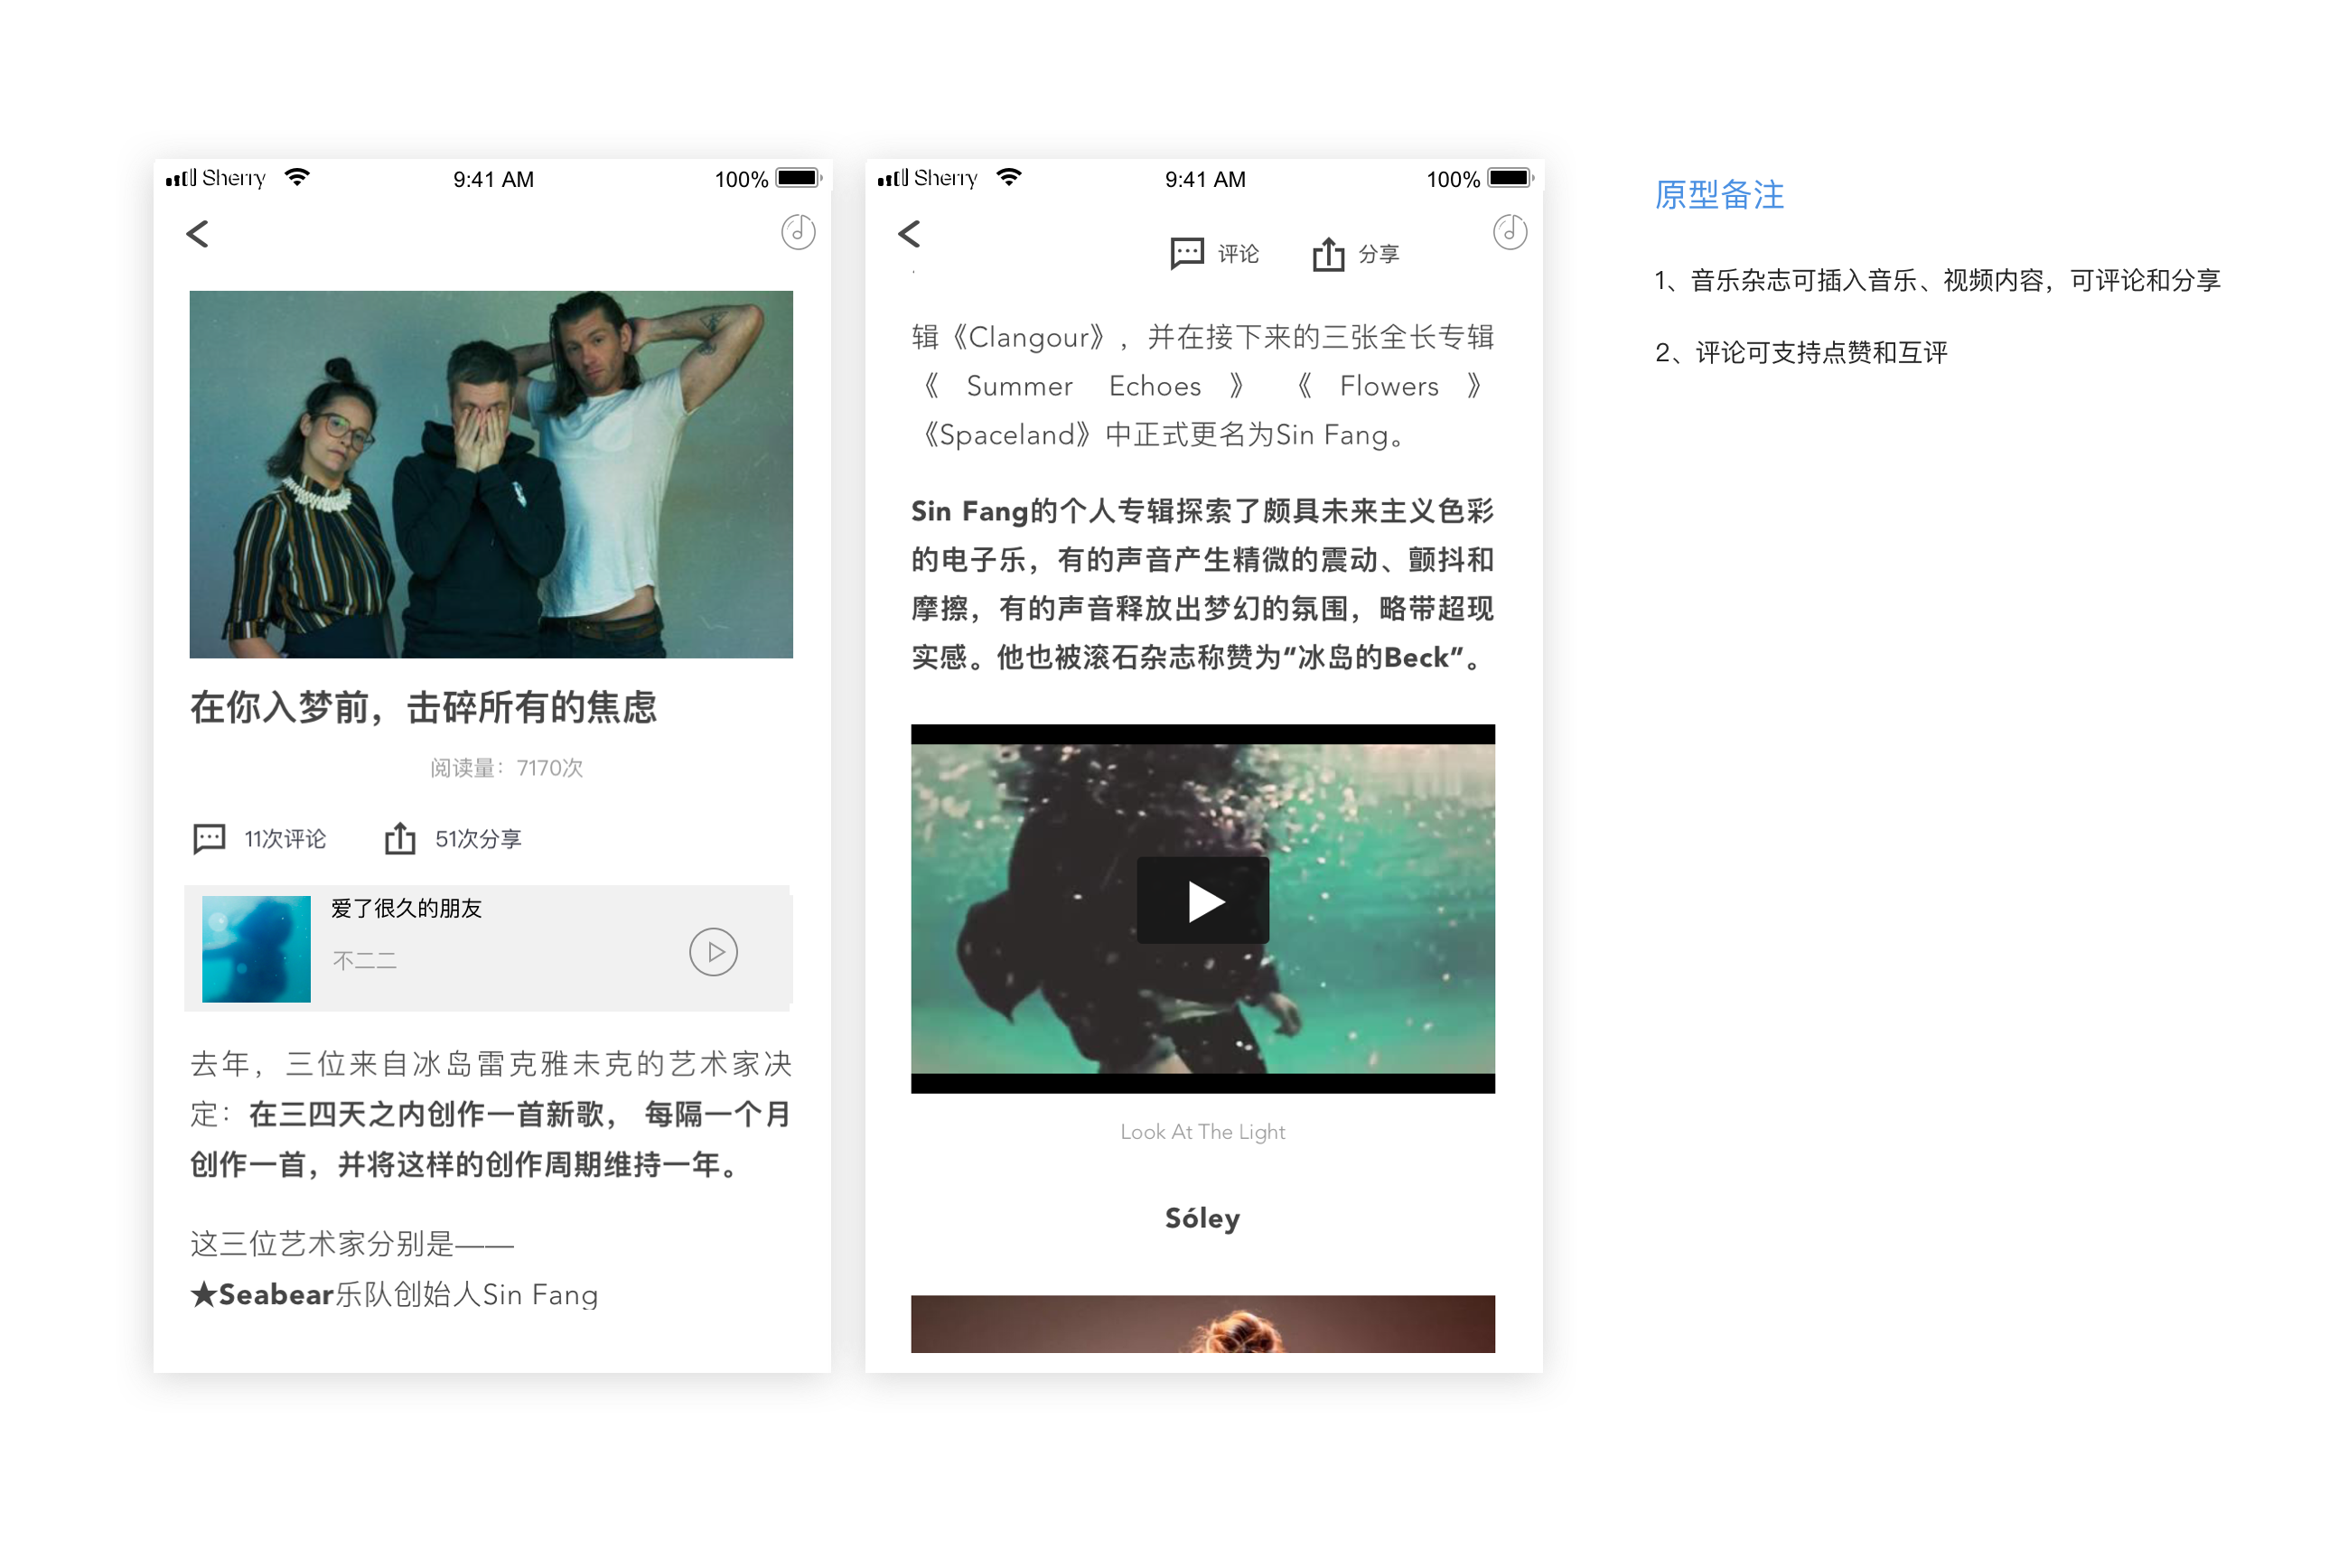 Sherry 9:41 AM 100%
在你入梦前，击碎所有的焦虑
阅读量：7170次
11次评论 51次分享
爱了很久的朋友
不二二
去年，三位来自冰岛雷克雅未克的艺术家决
定：在三四天之内创作一首新歌， 每隔一个月
创作一首，并将这样的创作周期维持一年。
这三位艺术家分别是——
★Seabear乐队创始人Sin Fang
Sherry 9:41 AM 100%
评论 分享
辑《Clangour》，并在接下来的三张全长专辑
《 Summer Echoes 》 《 Flowers 》
《Spaceland》中正式更名为Sin Fang。
Sin Fang的个人专辑探索了颇具未来主义色彩
的电子乐，有的声音产生精微的震动、颤抖和
摩擦，有的声音释放出梦幻的氛围，略带超现
实感。他也被滚石杂志称赞为“冰岛的Beck”。
Look At The Light
Sóley
原型备注
1、音乐杂志可插入音乐、视频内容，可评论和分享
2、评论可支持点赞和互评